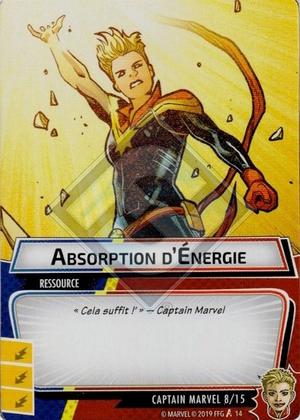 Absorption d'Énergie
RESSOURCE
« Cela suffit !' » — Captain Marvel
CAPTAIN MARVEL 8/15
© MARVEL © 2019 FFG 14